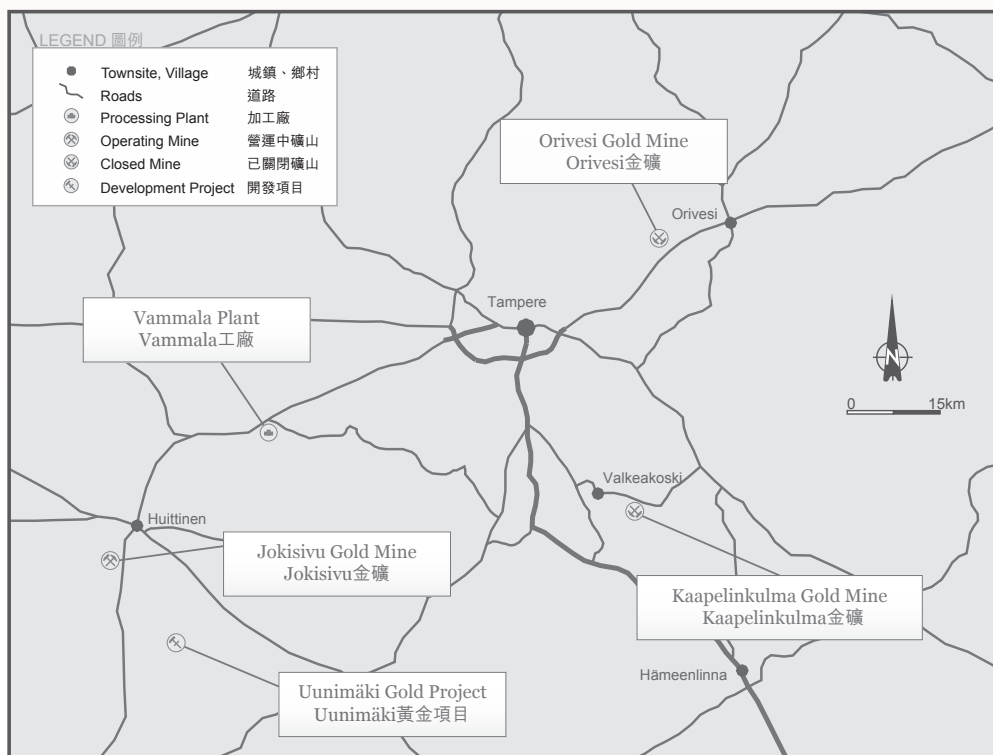 LEGEND 圖例
Townsite, Village 城鎮、鄉村
Roads 道路
Processing Plant 加工廠
Operating Mine 營運中礦山
Closed Mine 已關閉礦山
Development Project 開發項目
Orivesi Gold Mine
Orivesi金礦
Orivesi
Tampere
Vammala Plant
Vammala工廠
N
0 15km
Valkeakoski
Huittinen
Jokisivu Gold Mine
Jokisivu金礦
Kaapelinkulma Gold Mine
Kaapelinkulma金礦
Hämeenlinna
Uunimäki Gold Project
Uunimäki黃金項目